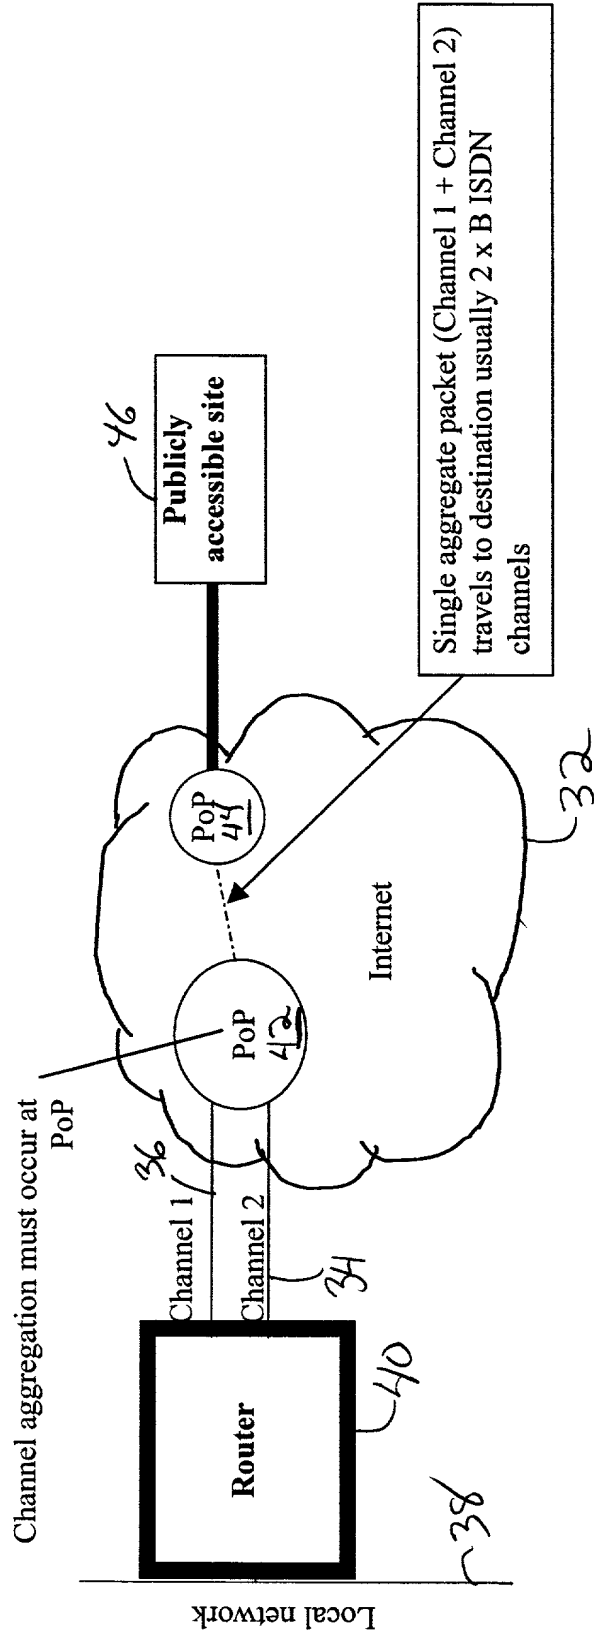 Channel aggregation must occur at
PoP
Local network
38
Router
40
Channel 1
36
Channel 2
34
PoP
42
PoP
44
Internet
32
Publicly
accessible site
46
Single aggregate packet (Channel 1 + Channel 2)
travels to destination usually 2 x B ISDN
channels